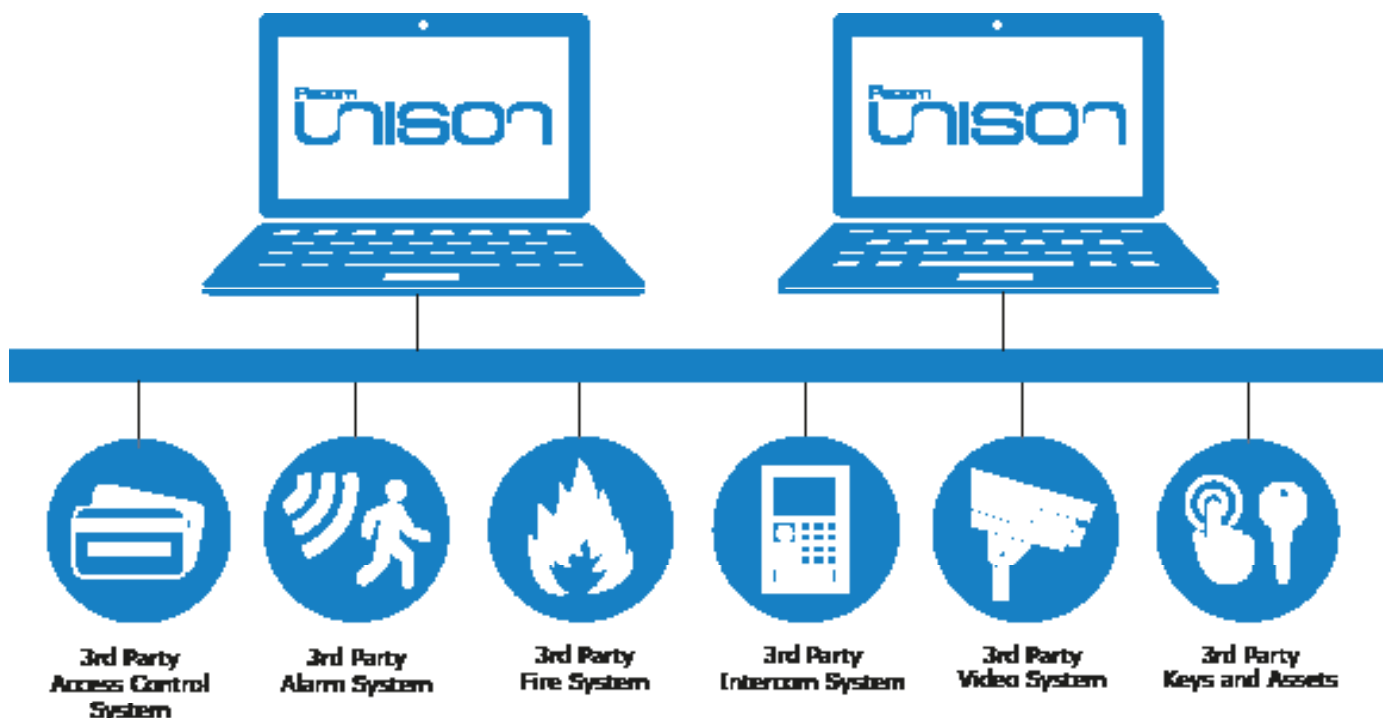 Pacom
Unison
Pacom
Unison
3rd Party
Access Control
System
3rd Party
Alarm System
3rd Party
Fire System
3rd Party
Intercom System
3rd Party
Video System
3rd Party
Keys and Assets